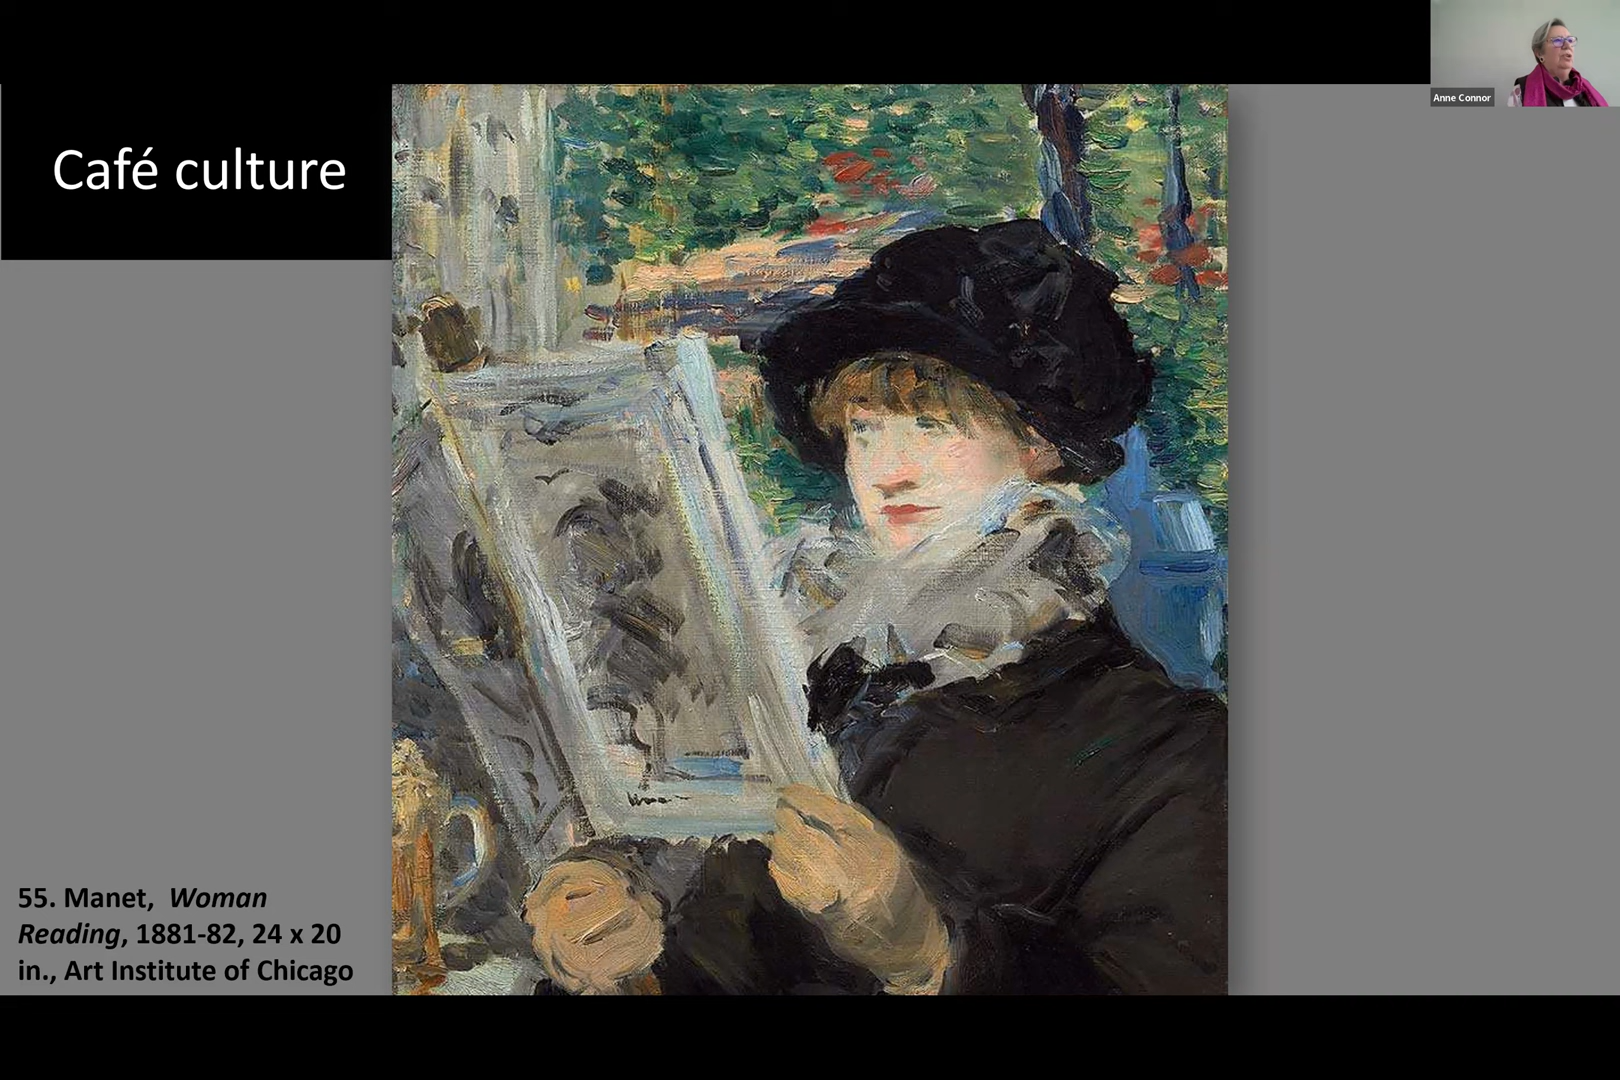 Anne Connor
Café culture
55. Manet, Woman
Reading, 1881-82, 24 x 20
in., Art Institute of Chicago